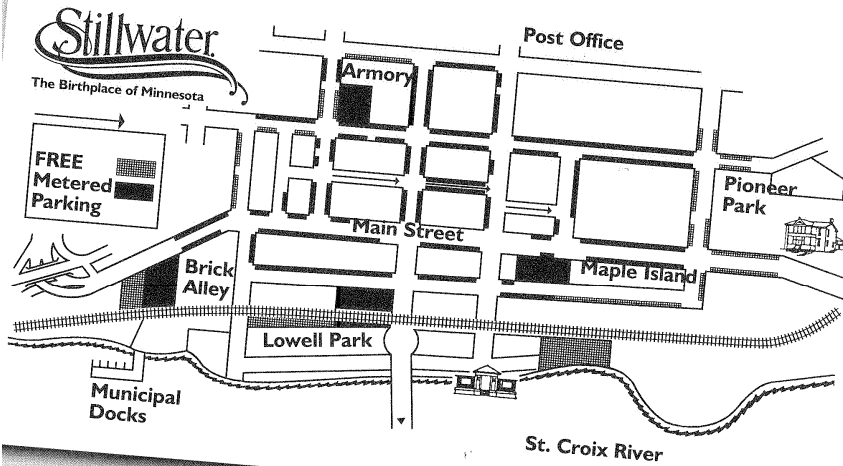 Stillwater
The Birthplace of Minnesota
Post Office
Armory
FREE
Metered
Parking
Pioneer
Park
Main Street
Brick
Alley
Maple Island
Lowell Park
Municipal
Docks
St. Croix River